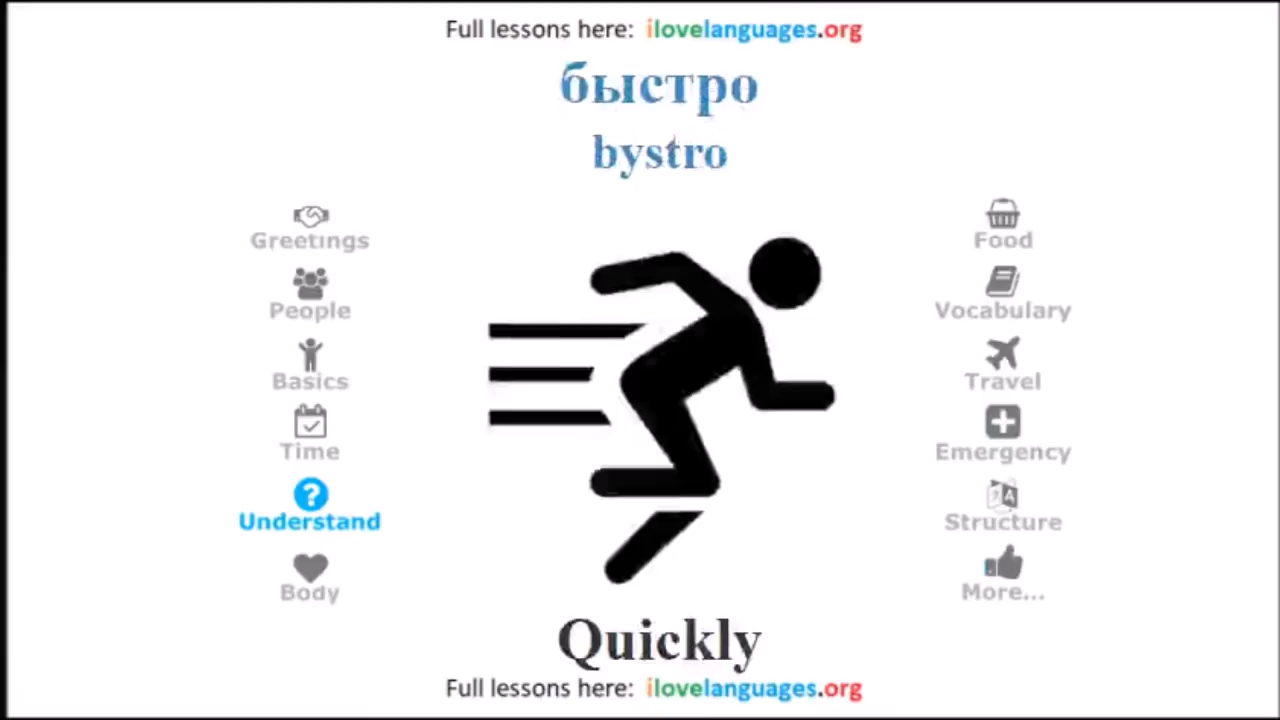 Full lessons here: ilovelanguages.org
быстро
bystro
Greetings
People
Basics
Time
?
Understand
Body
Food
Vocabulary
Travel
Emergency
A
Structure
More...
Quickly
Full lessons here: ilovelanguages.org